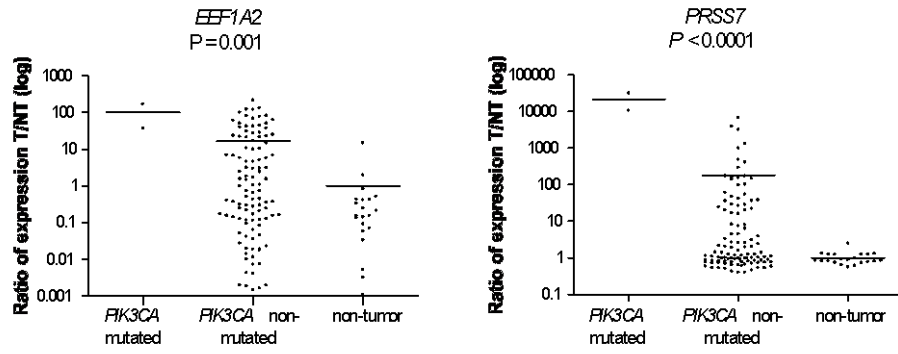 EEF1A2
P=0.001
Ratio of expression T/NT (log)
1000
100
10
1
0.1
0.01
0.001
PIK3CA mutated
PIK3CA non-mutated
non-tumor
PRSS7
P<0.0001
Ratio of expression T/NT (log)
100000
10000
1000
100
10
1
0.1
PIK3CA mutated
PIK3CA non-mutated
non-tumor